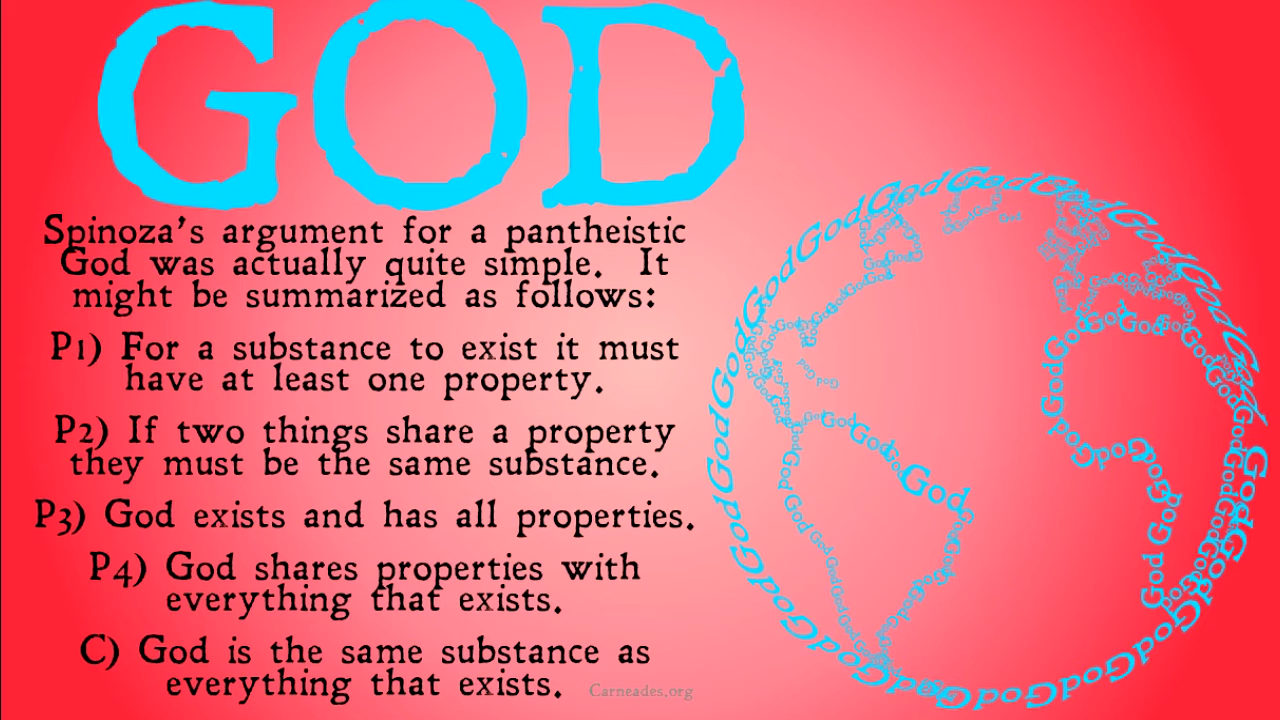 GOD
Spinoza's argument for a pantheistic
God was actually quite simple. It
might be summarized as follows:
P1) For a substance to exist it must
have at least one property.
P2) If two things share a property
they must be the same substance.
P3) God exists and has all properties.
P4) God shares properties with
everything that exists.
C) God is the same substance as
everything that exists.
Carneades.org